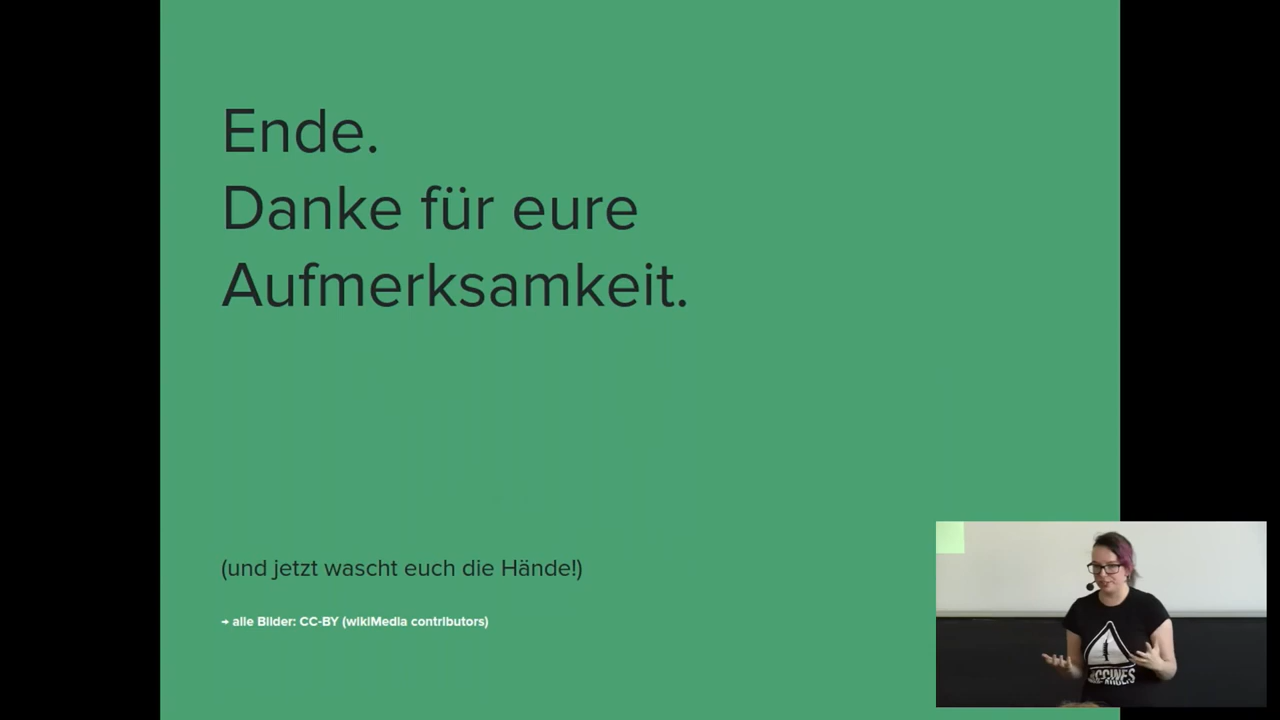 Ende.
Danke für eure
Aufmerksamkeit.
(und jetzt wascht euch die Hände!)
→ alle Bilder: CC-BY (wikiMedia contributors)